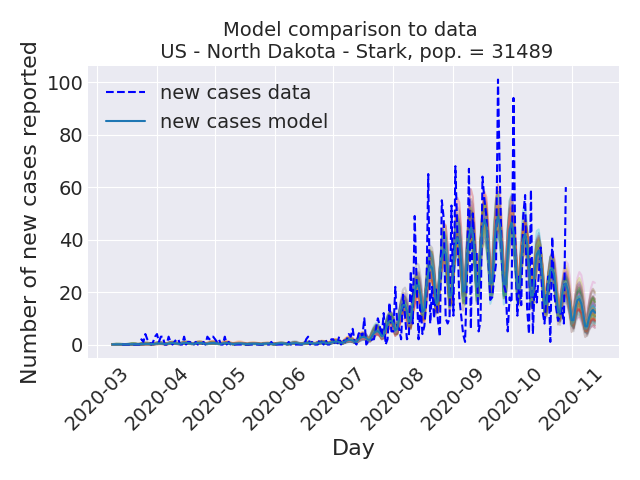 Model comparison to data
US - North Dakota - Stark, pop. = 31489
Number of new cases reported
100
80
60
40
20
0
new cases data
new cases model
2020-03
2020-04
2020-05
2020-06
2020-07
2020-08
2020-09
2020-10
2020-11
Day